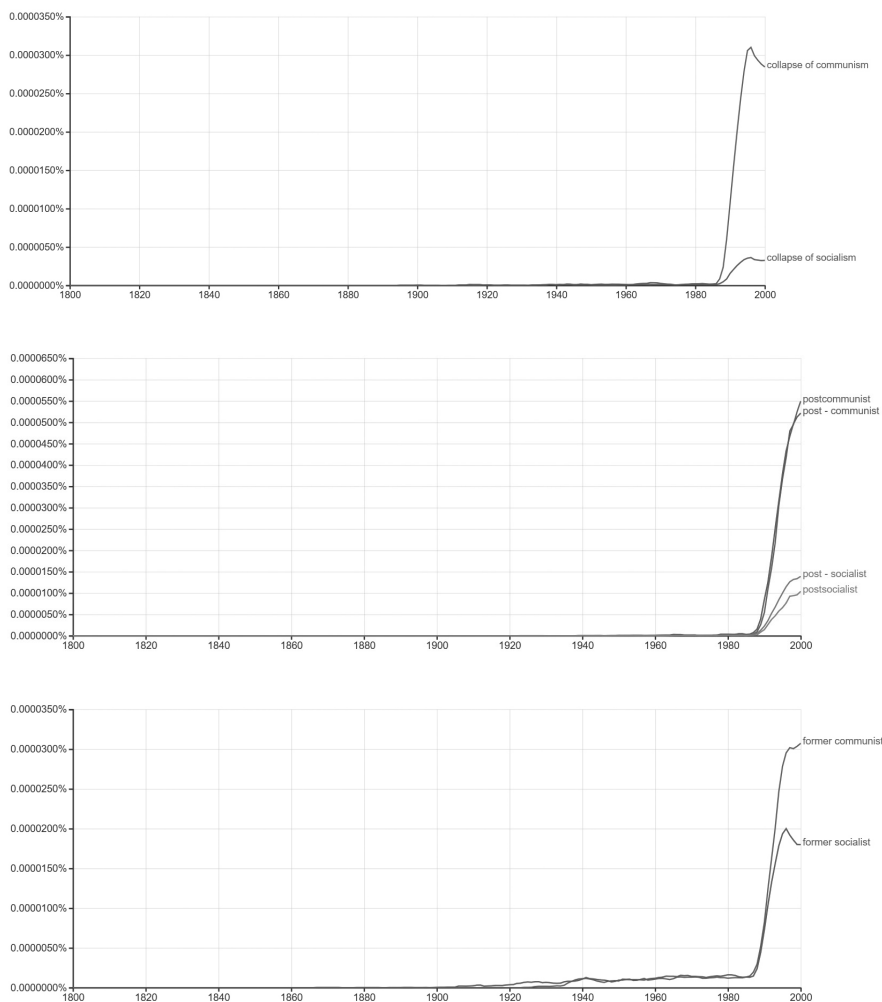 0.0000350%
0.0000300%
collapse of communism
0.0000250%
0.0000200%
0.0000150%
0.0000100%
0.0000050%
collapse of socialism
0.0000000%
1800 1820 1840 1860 1880 1900 1920 1940 1960 1980 2000
0.0000650%
0.0000600%
0.0000550%
postcommunist
post - communist
0.0000500%
0.0000450%
0.0000400%
0.0000350%
0.0000300%
0.0000250%
0.0000200%
0.0000150%
post - socialist
0.0000100%
postsocialist
0.0000050%
0.0000000%
1800 1820 1840 1860 1880 1900 1920 1940 1960 1980 2000
0.0000350%
0.0000300%
former communist
0.0000250%
0.0000200%
former socialist
0.0000150%
0.0000100%
0.0000050%
0.0000000%
1800 1820 1840 1860 1880 1900 1920 1940 1960 1980 2000